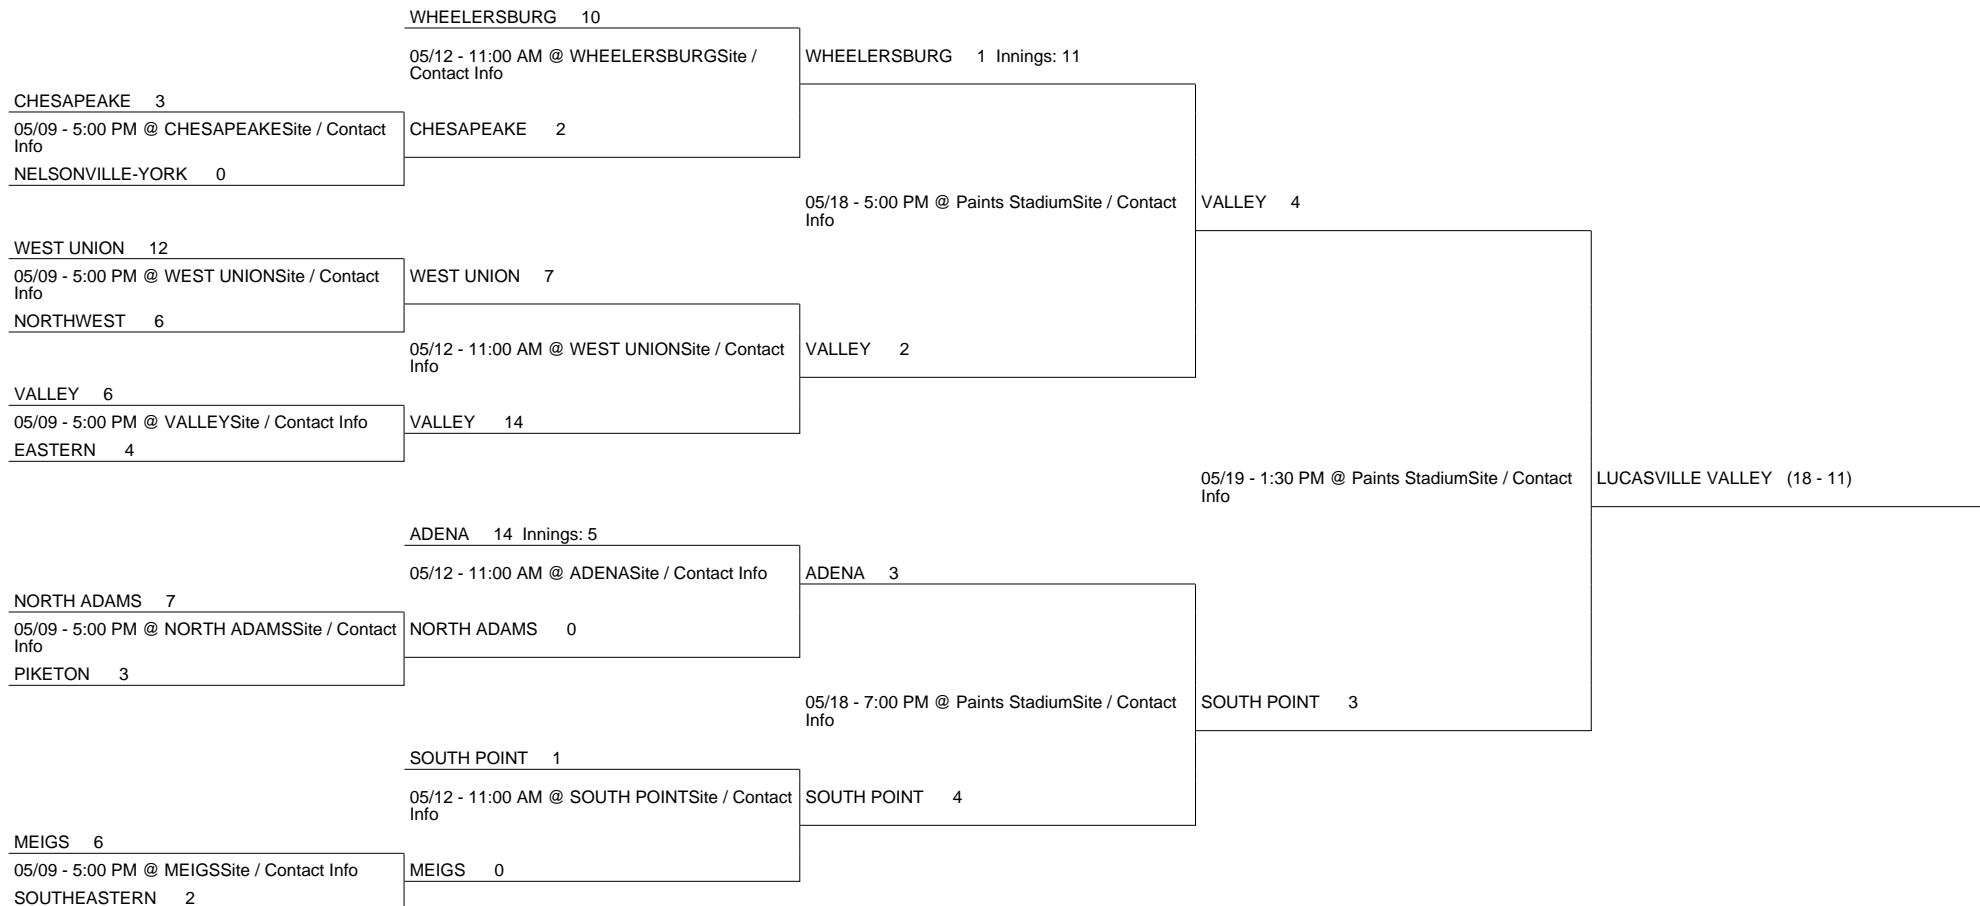 WHEELERSBURG 10
05/12 - 11:00 AM @ WHEELERSBURGSite /
Contact Info
WHEELERSBURG 1 Innings: 11
CHESAPEAKE 3
05/09 - 5:00 PM @ CHESAPEAKESite / Contact
Info
CHESAPEAKE 2
NELSONVILLE-YORK 0
05/18 - 5:00 PM @ Paints StadiumSite / Contact
Info
VALLEY 4
WEST UNION 12
05/09 - 5:00 PM @ WEST UNIONSite / Contact
Info
WEST UNION 7
NORTHWEST 6
05/12 - 11:00 AM @ WEST UNIONSite / Contact
Info
VALLEY 2
VALLEY 6
05/09 - 5:00 PM @ VALLEYSite / Contact Info
VALLEY 14
EASTERN 4
05/19 - 1:30 PM @ Paints StadiumSite / Contact
Info
LUCASVILLE VALLEY (18 - 11)
ADENA 14 Innings: 5
05/12 - 11:00 AM @ ADENASite / Contact Info
ADENA 3
NORTH ADAMS 7
05/09 - 5:00 PM @ NORTH ADAMSSite / Contact
Info
NORTH ADAMS 0
PIKETON 3
05/18 - 7:00 PM @ Paints StadiumSite / Contact
Info
SOUTH POINT 3
SOUTH POINT 1
05/12 - 11:00 AM @ SOUTH POINTSite / Contact
Info
SOUTH POINT 4
MEIGS 6
05/09 - 5:00 PM @ MEIGSSite / Contact Info
MEIGS 0
SOUTHEASTERN 2